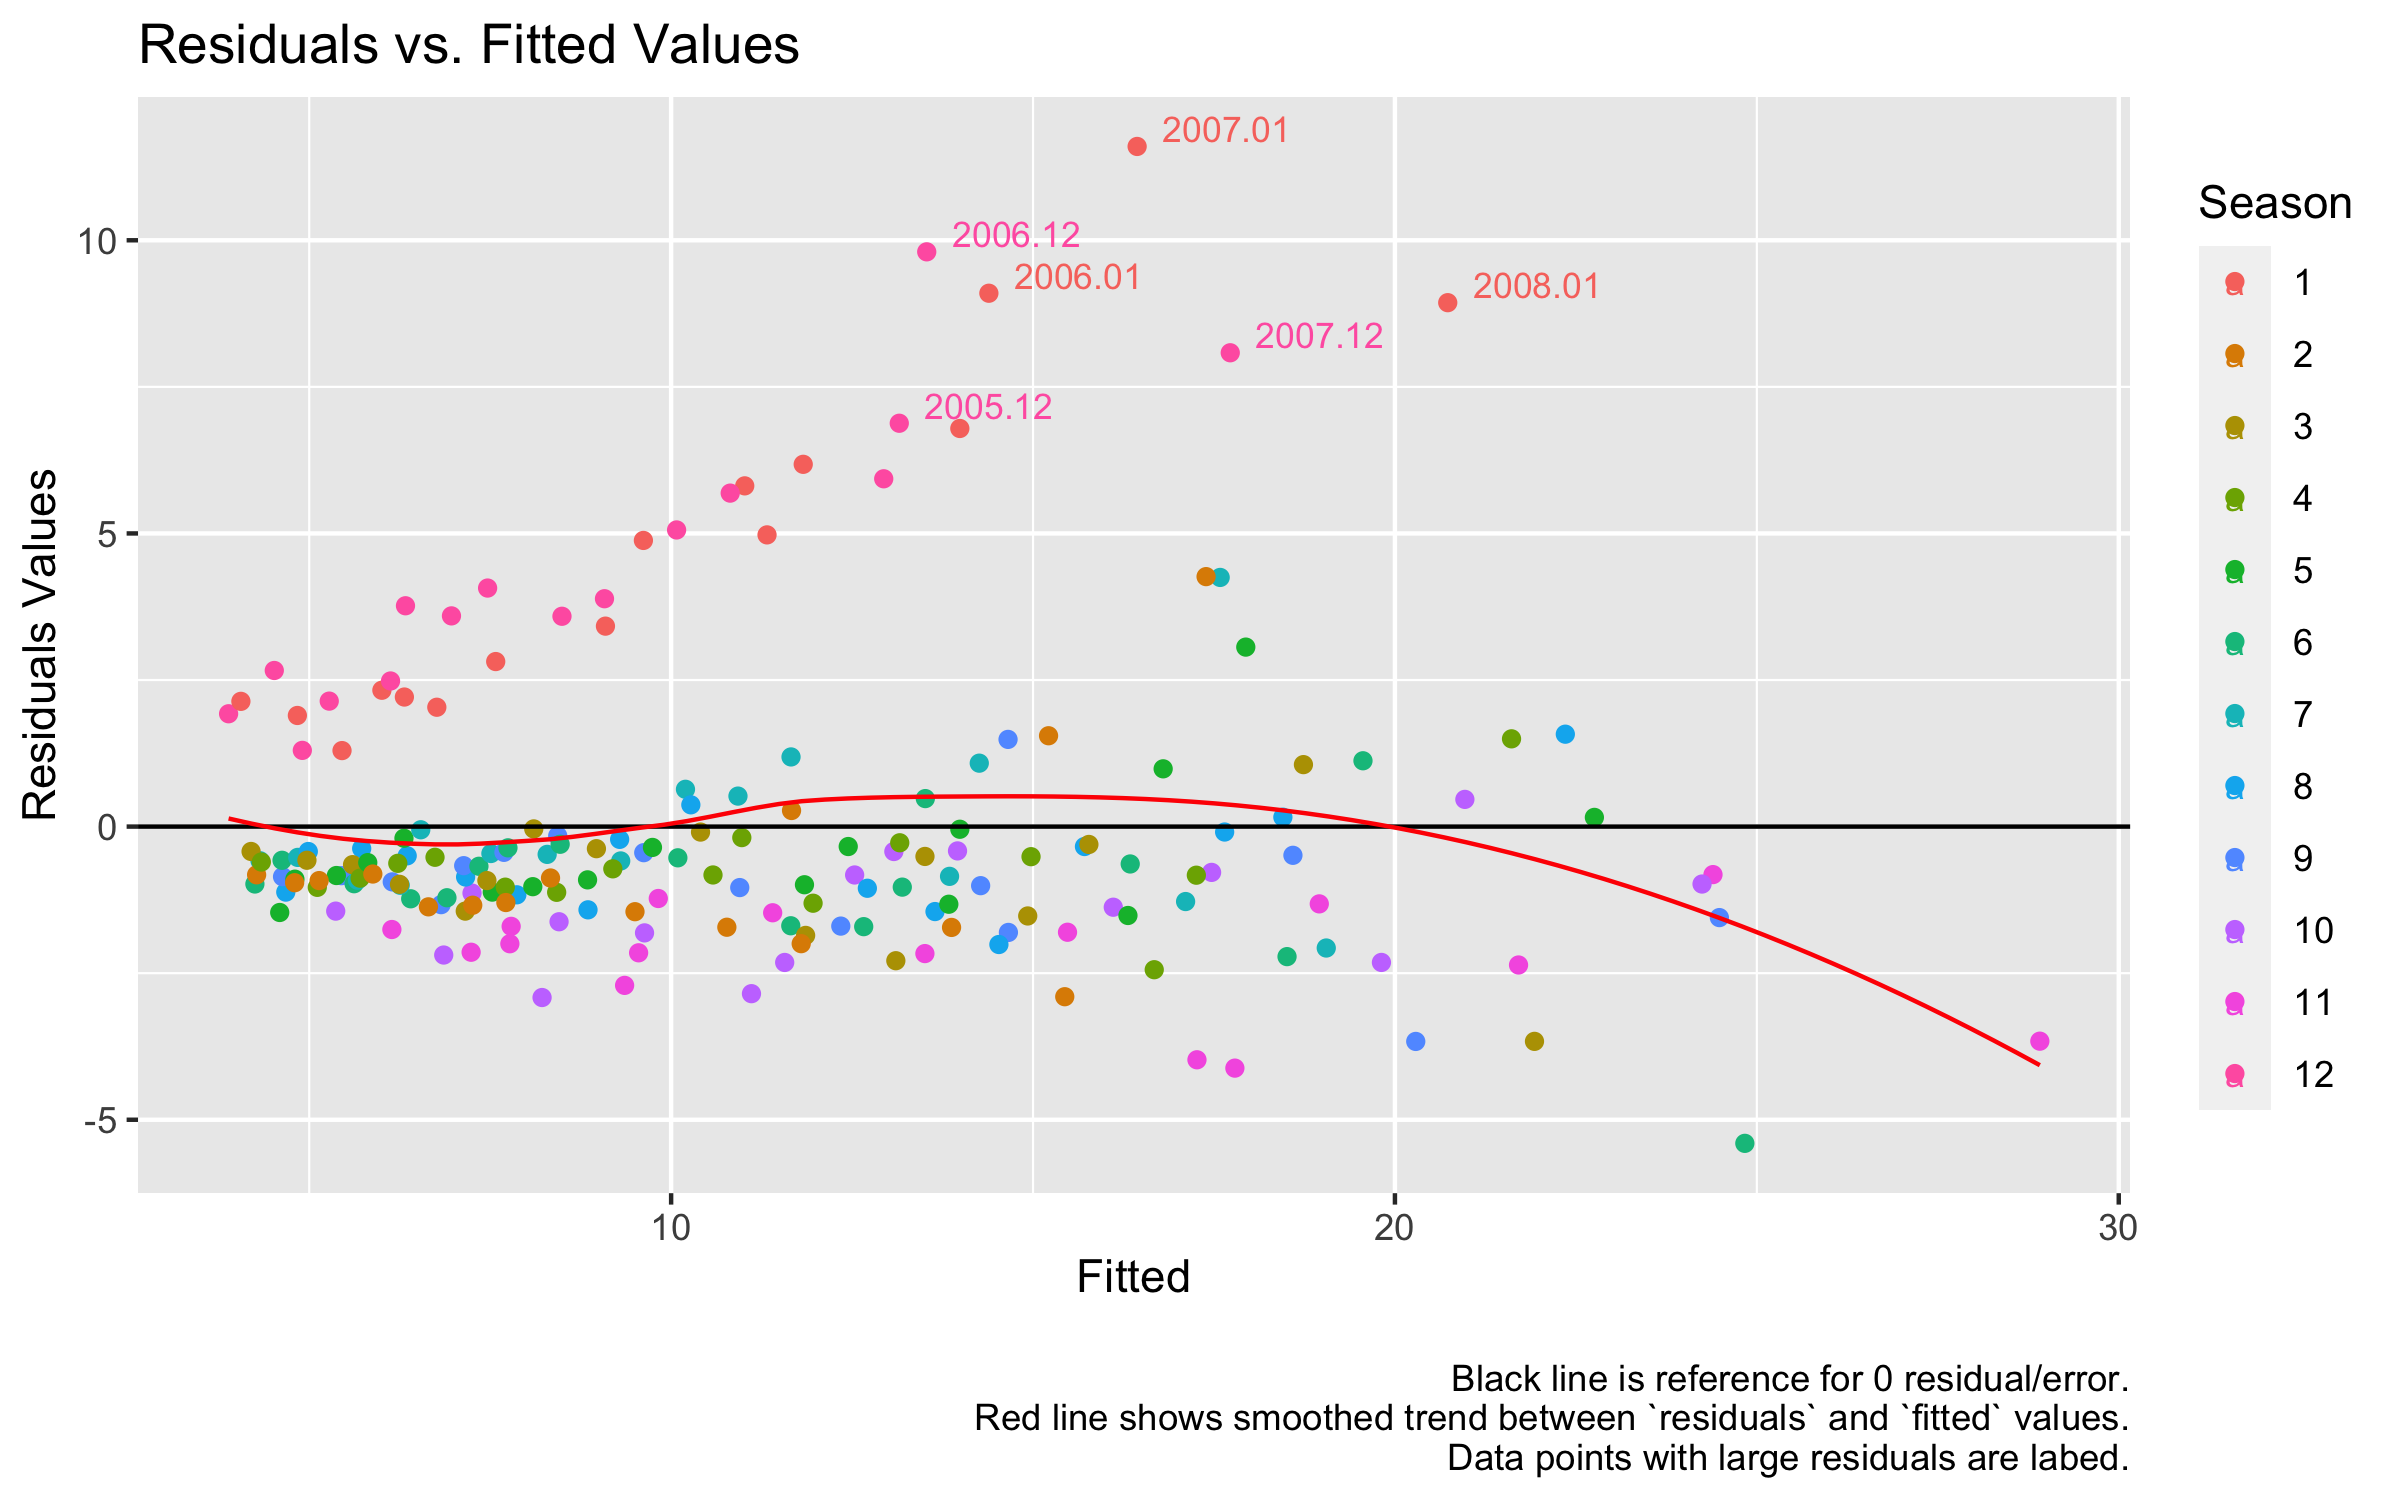 Residuals vs. Fitted Values
2007.01
2006.12
2006.01
2008.01
2007.12
2005.12
10
5
0
-5
Residuals Values
10
20
30
Fitted
Season
a 1
a 2
a 3
a 4
a 5
a 6
a 7
a 8
a 9
a 10
a 11
a 12
Black line is reference for 0 residual/error.
Red line shows smoothed trend between `residuals` and `fitted` values.
Data points with large residuals are labed.